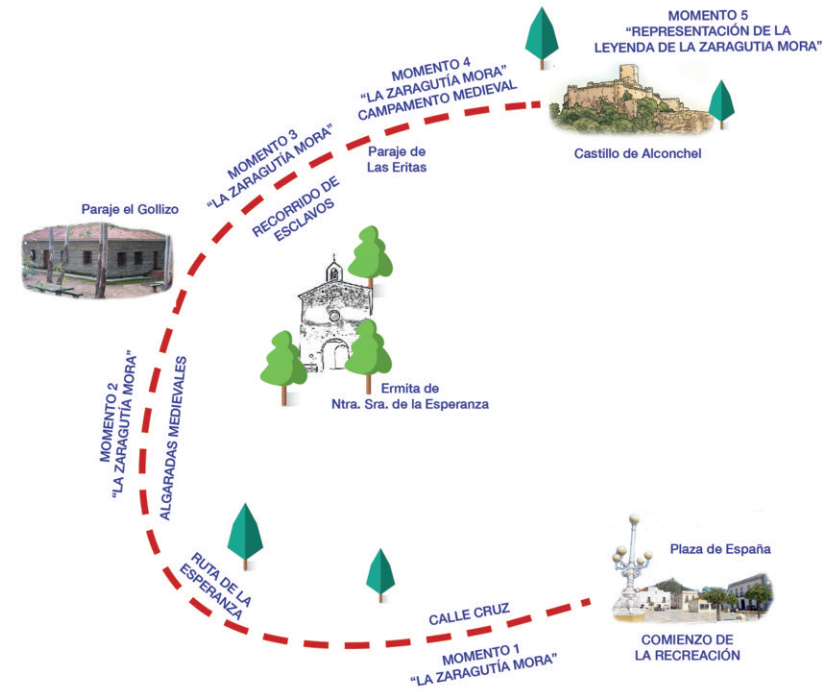 MOMENTO 5
“REPRESENTACIÓN DE LA
LEYENDA DE LA ZARAGUTIA MORA”
MOMENTO 4
“LA ZARAGUTÍA MORA”
CAMPAMENTO MEDIEVAL
Castillo de Alconchel
Paraje de
Las Eritas
MOMENTO 3
“LA ZARAGUTÍA MORA”
RECORRIDO DE
ESCLAVOS
Paraje el Gollizo
Ermita de
Ntra. Sra. de la Esperanza
MOMENTO 2
“LA ZARAGUTÍA MORA”
ALGARADAS MEDIEVALES
RUTA DE LA
ESPERANZA
CALLE CRUZ
MOMENTO 1
“LA ZARAGUTÍA MORA”
Plaza de España
COMIENZO DE
LA RECREACIÓN